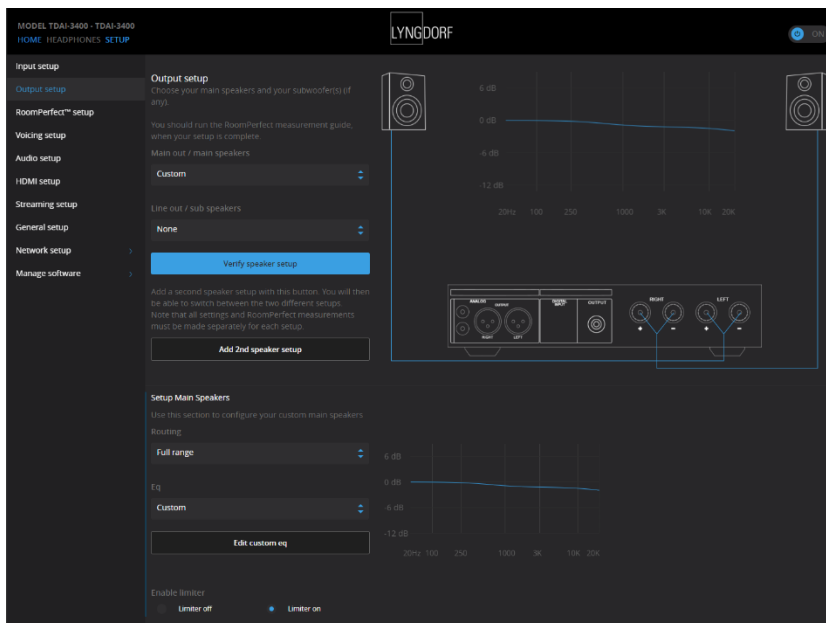 MODEL TDAI-3400 - TDAI-3400
HOME HEADPHONES SETUP
LYNGDORF
ON
Input setup
Output setup
RoomPerfect™ setup
Voicing setup
Audio setup
HDMI setup
Streaming setup
General setup
Network setup
Manage software
Output setup
Choose your main speakers and your subwoofer(s) (if
any).
You should run the RoomPerfect measurement guide,
when your setup is complete.
Main out / main speakers
Custom
Line out / sub speakers
None
Verify speaker setup
Add a second speaker setup with this button. You will then
be able to switch between the two different setups.
Note that all settings and RoomPerfect measurements
must be made separately for each setup.
Add 2nd speaker setup
6 dB
0 dB
-6 dB
-12 dB
20Hz 100 250 1000 3K 10K 20K
ANALOG
OUTPUT
RIGHT LEFT
DIGITAL
INPUT
OUTPUT
RIGHT LEFT
+ - + -
Setup Main Speakers
Use this section to configure your custom main speakers
Routing
Full range
Eq
Custom
Edit custom eq
6 dB
0 dB
-6 dB
-12 dB
20Hz 100 250 1000 3K 10K 20K
Enable limiter
Limiter off
Limiter on